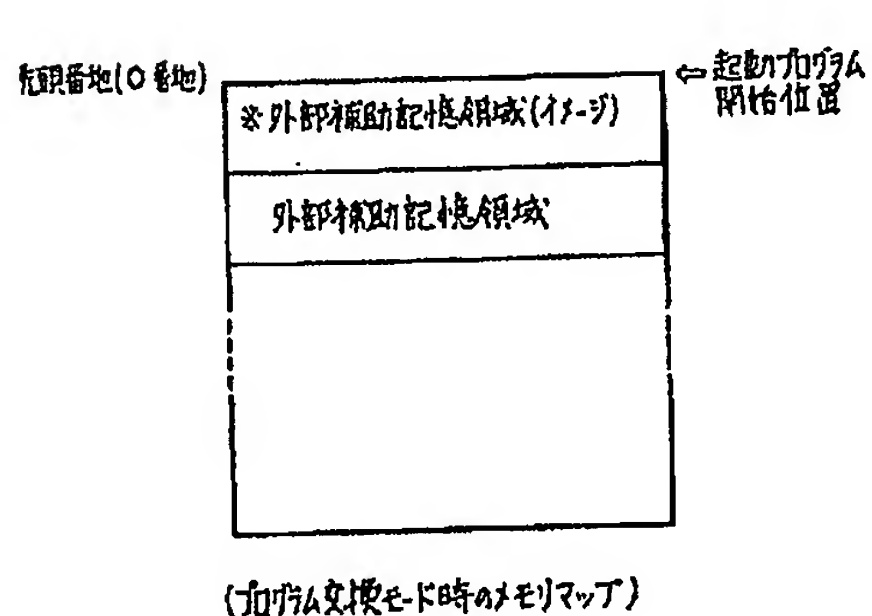 先頭番地(0番地)
⇦起動プログラム
開始位置
※外部補助記憶領域(イメージ)
外部補助記憶領域
(プログラム交換モード時のメモリマップ)